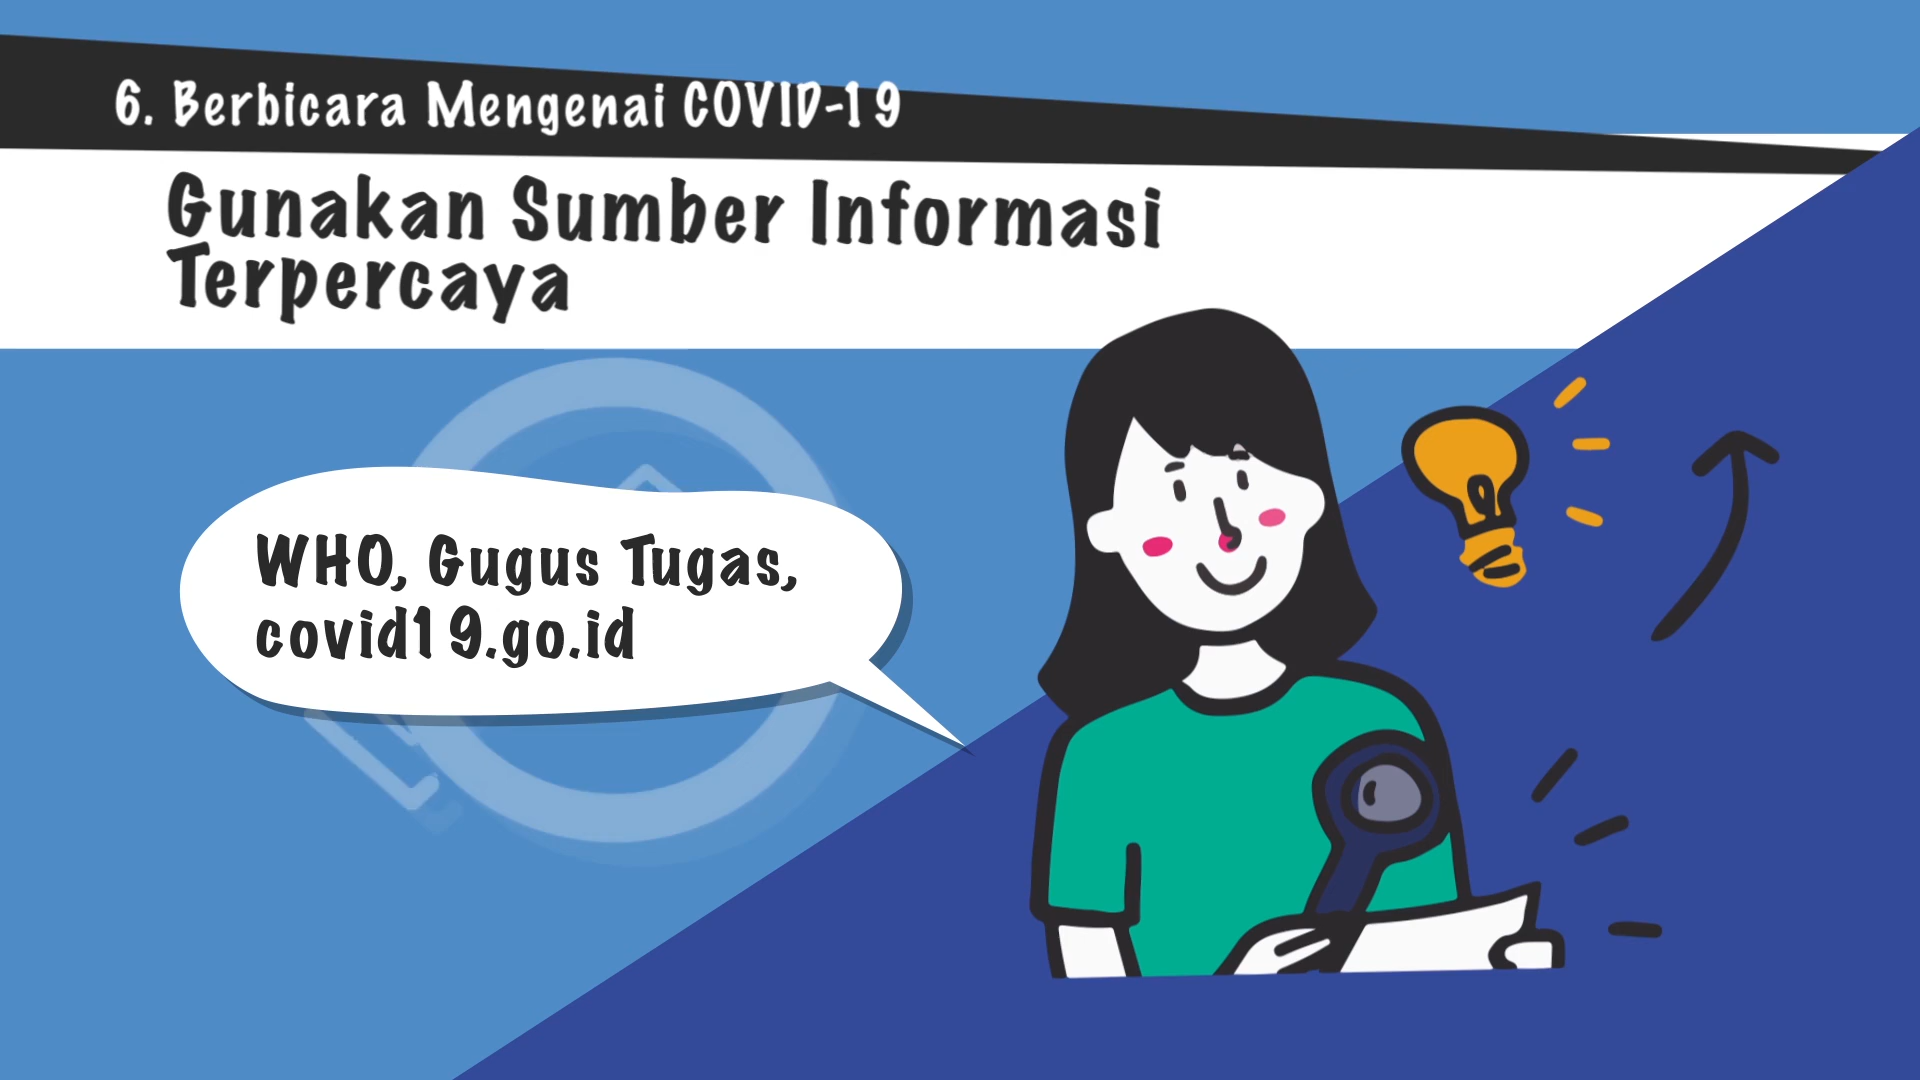 6. Berbicara Mengenai COVID-19
Gunakan Sumber Informasi
Terpercaya
WHO, Gugus Tugas,
covid19.go.id